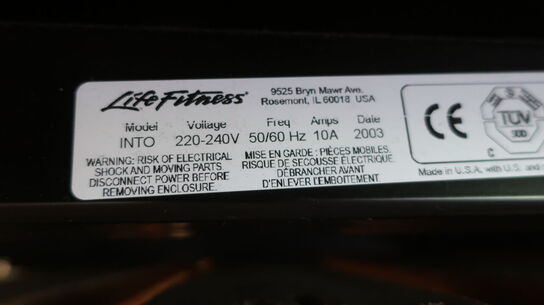 Life Fitness
9525 Bryn Mawr Ave.
Rosemont, IL 60018 USA
Model Voltage Freq Amps Date
INTO 220-240V 50/60 Hz 10A 2003
WARNING: RISK OF ELECTRICAL
SHOCK AND MOVING PARTS
DISCONNECT POWER BEFORE
REMOVING ENCLOSURE.
MISE EN GARDE : PIÈCES MOBILES.
RISQUE DE SECOUSSE ÉLECTRIQUE.
DÉBRANCHER AVANT
D'ENLEVER L'EMBOITEMENT.
CE
TÜV
C
Made in U.S.A. with U.S. and